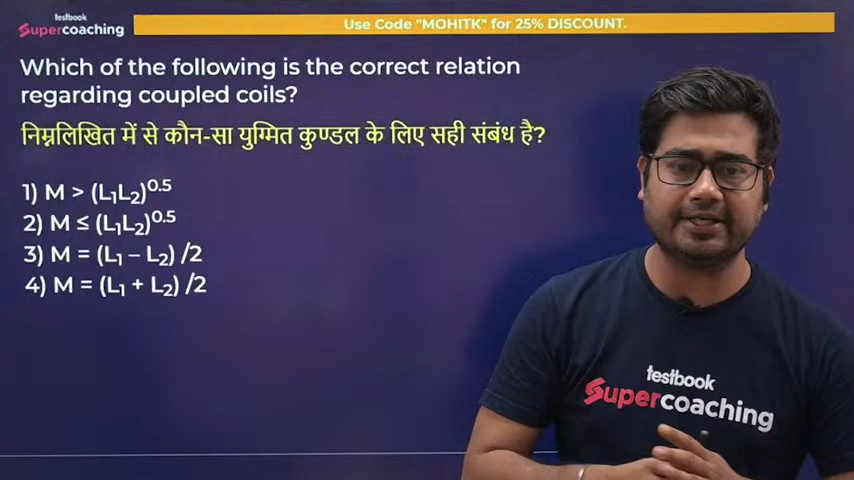 testbook
Supercoaching
Use Code "MOHITK" for 25% DISCOUNT.
Which of the following is the correct relation
regarding coupled coils?
निम्नलिखित में से कौन-सा युग्मित कुण्डल के लिए सही संबंध है?
1) M > (L₁L₂)^0.5
2) M ≤ (L₁L₂)^0.5
3) M = (L₁ – L₂) /2
4) M = (L₁ + L₂) /2
testbook
Supercoaching